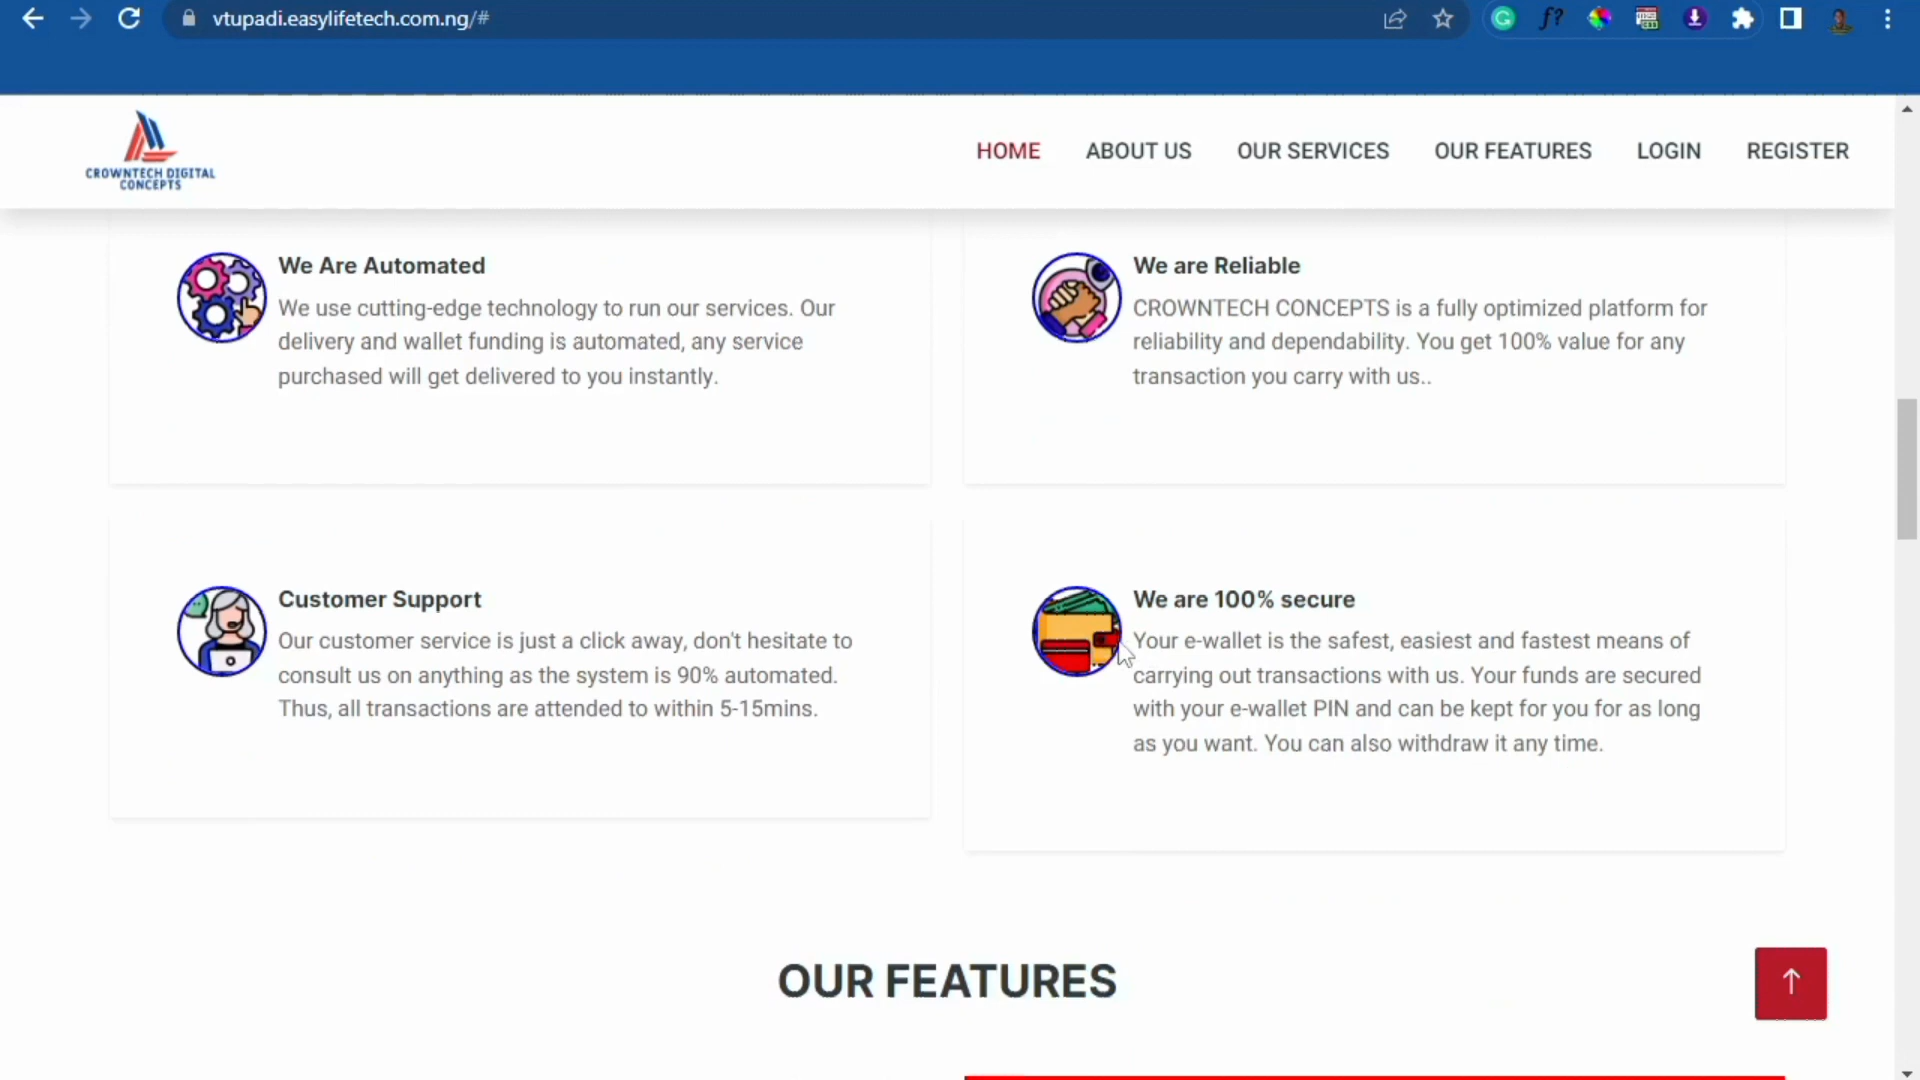 vtupadi.easylifetech.com.ng/#
CROWNTECH DIGITAL
CONCEPTS
HOME ABOUT US OUR SERVICES OUR FEATURES LOGIN REGISTER
We Are Automated
We use cutting-edge technology to run our services. Our
delivery and wallet funding is automated, any service
purchased will get delivered to you instantly.
We are Reliable
CROWNTECH CONCEPTS is a fully optimized platform for
reliability and dependability. You get 100% value for any
transaction you carry with us..
Customer Support
Our customer service is just a click away, don't hesitate to
consult us on anything as the system is 90% automated.
Thus, all transactions are attended to within 5-15mins.
We are 100% secure
Your e-wallet is the safest, easiest and fastest means of
carrying out transactions with us. Your funds are secured
with your e-wallet PIN and can be kept for you for as long
as you want. You can also withdraw it any time.
OUR FEATURES